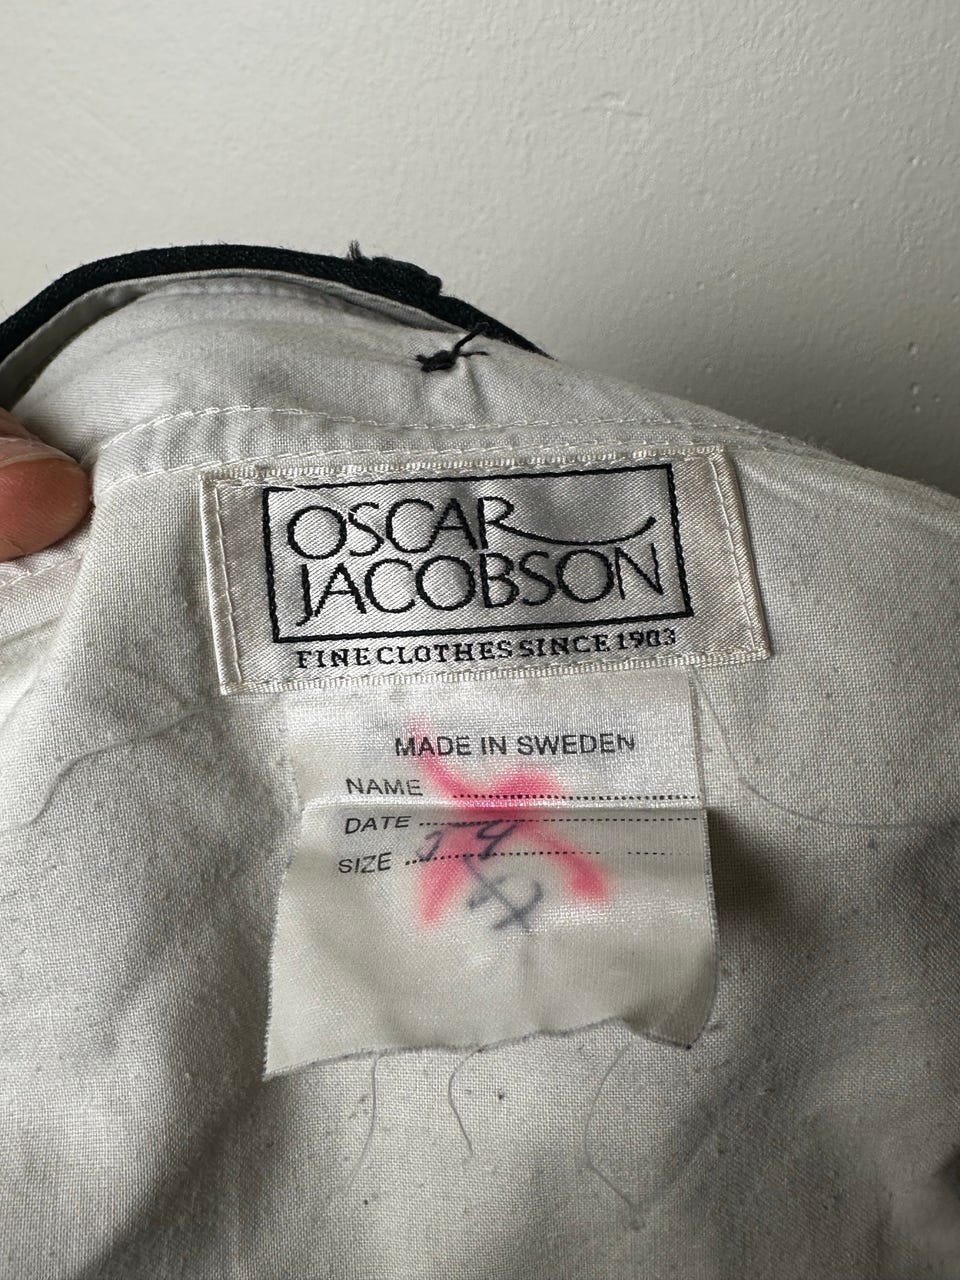 OSCAR
JACOBSON
FINE CLOTHES SINCE 1903
MADE IN SWEDEN
NAME
DATE
SIZE